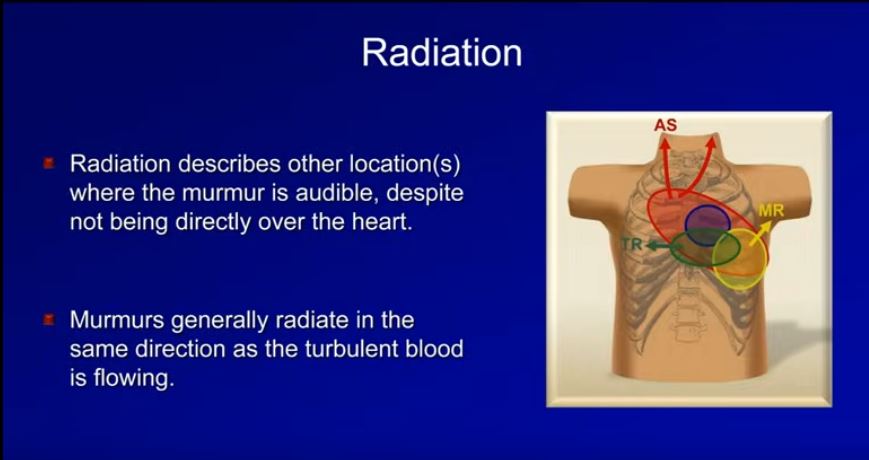 Radiation
Radiation describes other location(s)
where the murmur is audible, despite
not being directly over the heart.
Murmurs generally radiate in the
same direction as the turbulent blood
is flowing.
AS
MR
TR